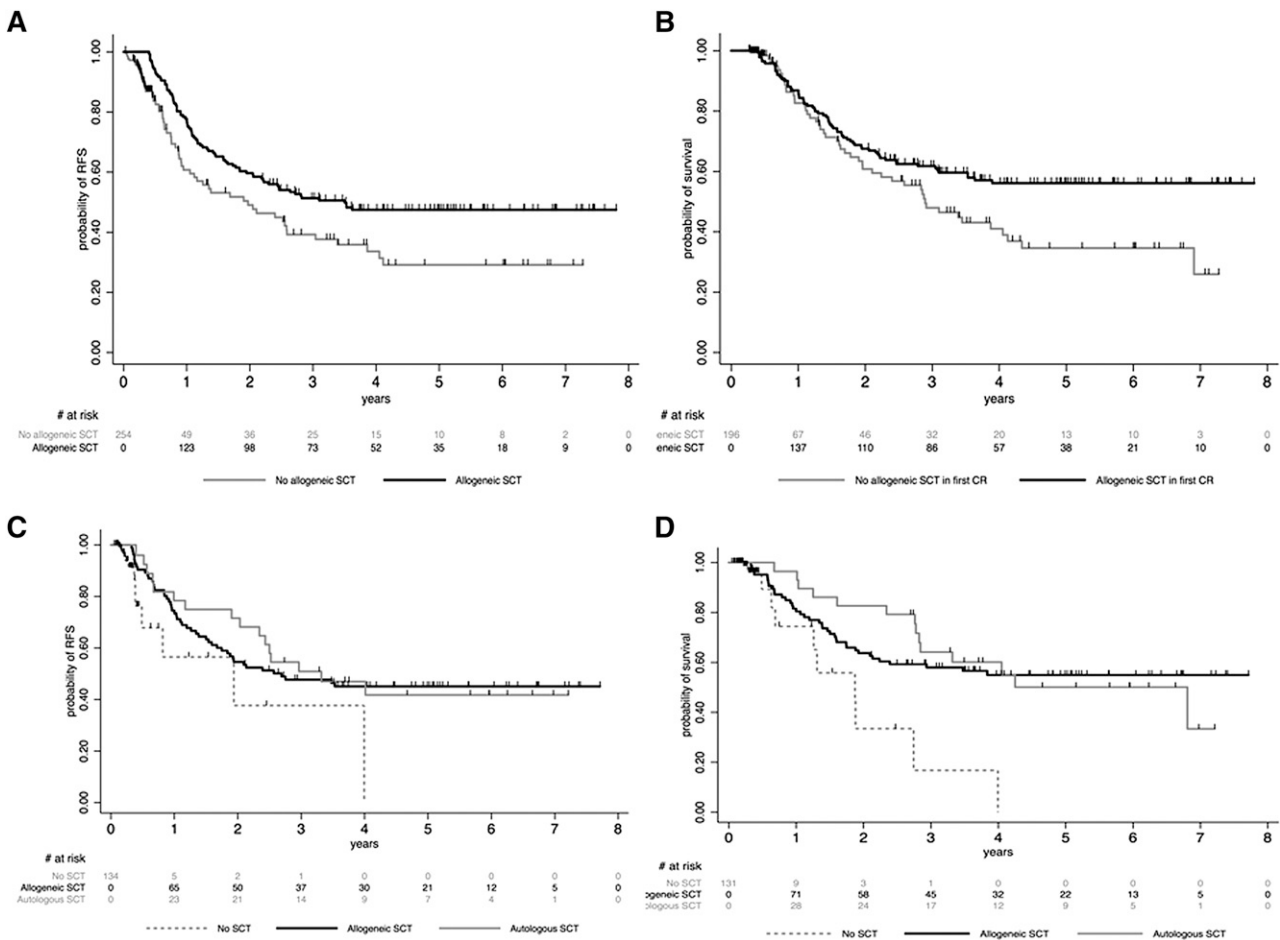 A
probability of RFS
1.00
0.80
0.60
0.40
0.20
0.00
0 1 2 3 4 5 6 7 8
years
# at risk
No allogeneic SCT 254 49 36 25 15 10 8 2 0
Allogeneic SCT 0 123 98 73 52 35 18 9 0
No allogeneic SCT Allogeneic SCT
B
probability of survival
1.00
0.80
0.60
0.40
0.20
0.00
0 1 2 3 4 5 6 7 8
years
# at risk
eneic SCT 196 67 46 32 20 13 10 3 0
eneic SCT 0 137 110 86 57 38 21 10 0
No allogeneic SCT in first CR Allogeneic SCT in first CR
C
probability of RFS
1.00
0.80
0.60
0.40
0.20
0.00
0 1 2 3 4 5 6 7 8
years
# at risk
No SCT 134 5 2 1 0 0 0 0 0
Allogeneic SCT 0 65 50 37 30 21 12 5 0
Autologous SCT 0 23 21 14 9 7 4 1 0
No SCT Allogeneic SCT Autologous SCT
D
probability of survival
1.00
0.80
0.60
0.40
0.20
0.00
0 1 2 3 4 5 6 7 8
years
# at risk
No SCT 131 9 3 1 0 0 0 0 0
ogeneic SCT 0 71 58 45 32 22 13 5 0
ologous SCT 0 28 24 17 12 9 5 1 0
No SCT Allogeneic SCT Autologous SCT